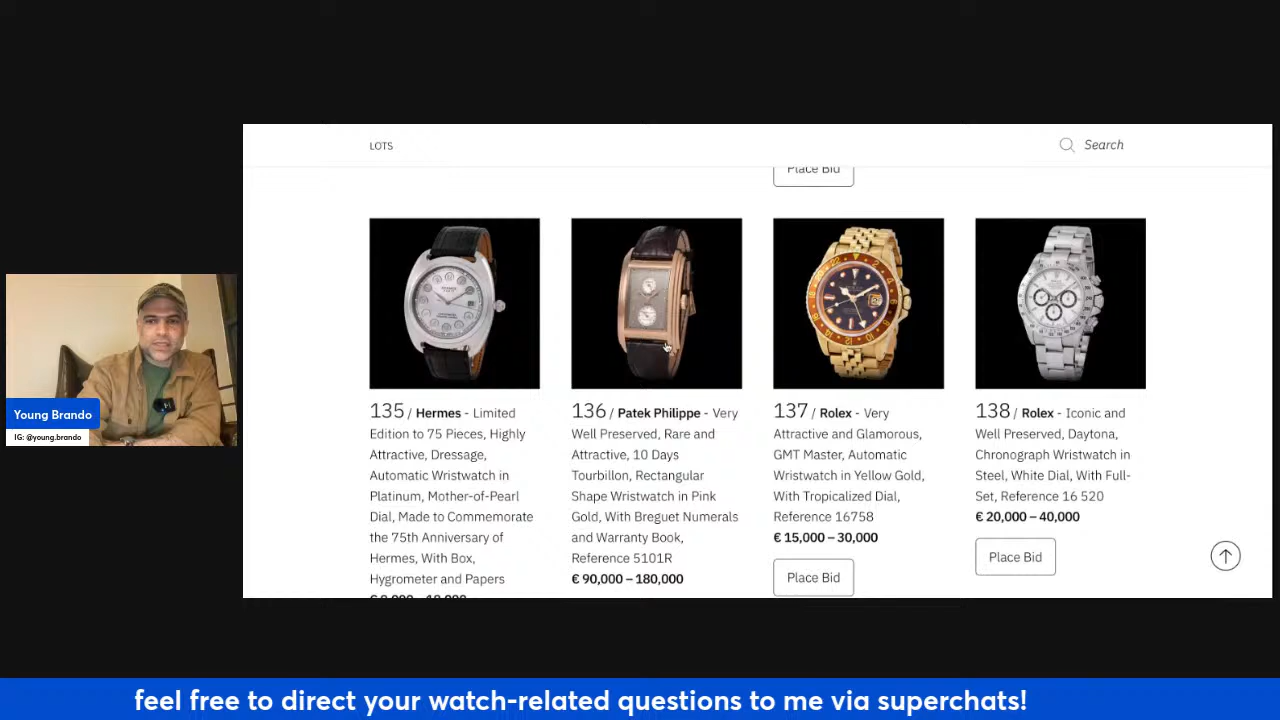 LOTS
Search
Place Bid
135 / Hermes - Limited
Edition to 75 Pieces, Highly
Attractive, Dressage,
Automatic Wristwatch in
Platinum, Mother-of-Pearl
Dial, Made to Commemorate
the 75th Anniversary of
Hermes, With Box,
Hygrometer and Papers
136 / Patek Philippe - Very
Well Preserved, Rare and
Attractive, 10 Days
Tourbillon, Rectangular
Shape Wristwatch in Pink
Gold, With Breguet Numerals
and Warranty Book,
Reference 5101R
€ 90,000 – 180,000
137 / Rolex - Very
Attractive and Glamorous,
GMT Master, Automatic
Wristwatch in Yellow Gold,
With Tropicalized Dial,
Reference 16758
€ 15,000 – 30,000
Place Bid
138 / Rolex - Iconic and
Well Preserved, Daytona,
Chronograph Wristwatch in
Steel, White Dial, With Full-
Set, Reference 16 520
€ 20,000 – 40,000
Place Bid
Young Brando
IG: @young.brando
feel free to direct your watch-related questions to me via superchats!